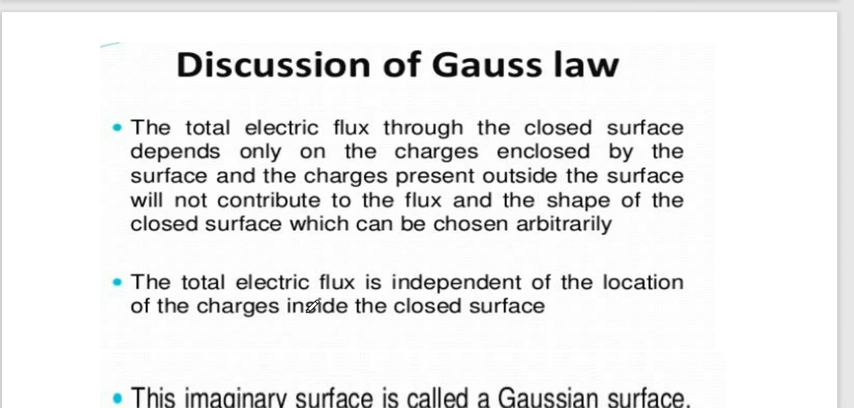 Discussion of Gauss law
• The total electric flux through the closed surface
depends only on the charges enclosed by the
surface and the charges present outside the surface
will not contribute to the flux and the shape of the
closed surface which can be chosen arbitrarily
• The total electric flux is independent of the location
of the charges inside the closed surface
• This imaginary surface is called a Gaussian surface.